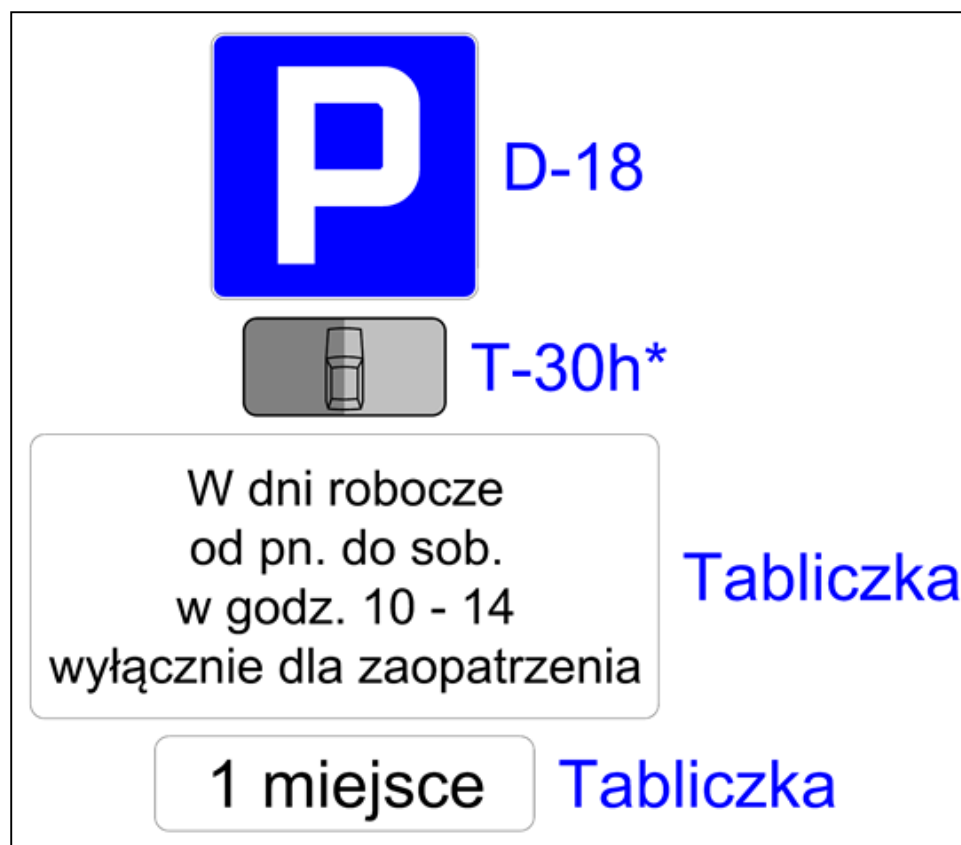 P
D-18
T-30h*
W dni robocze
od pn. do sob.
w godz. 10 - 14
wyłącznie dla zaopatrzenia
Tabliczka
1 miejsce
Tabliczka